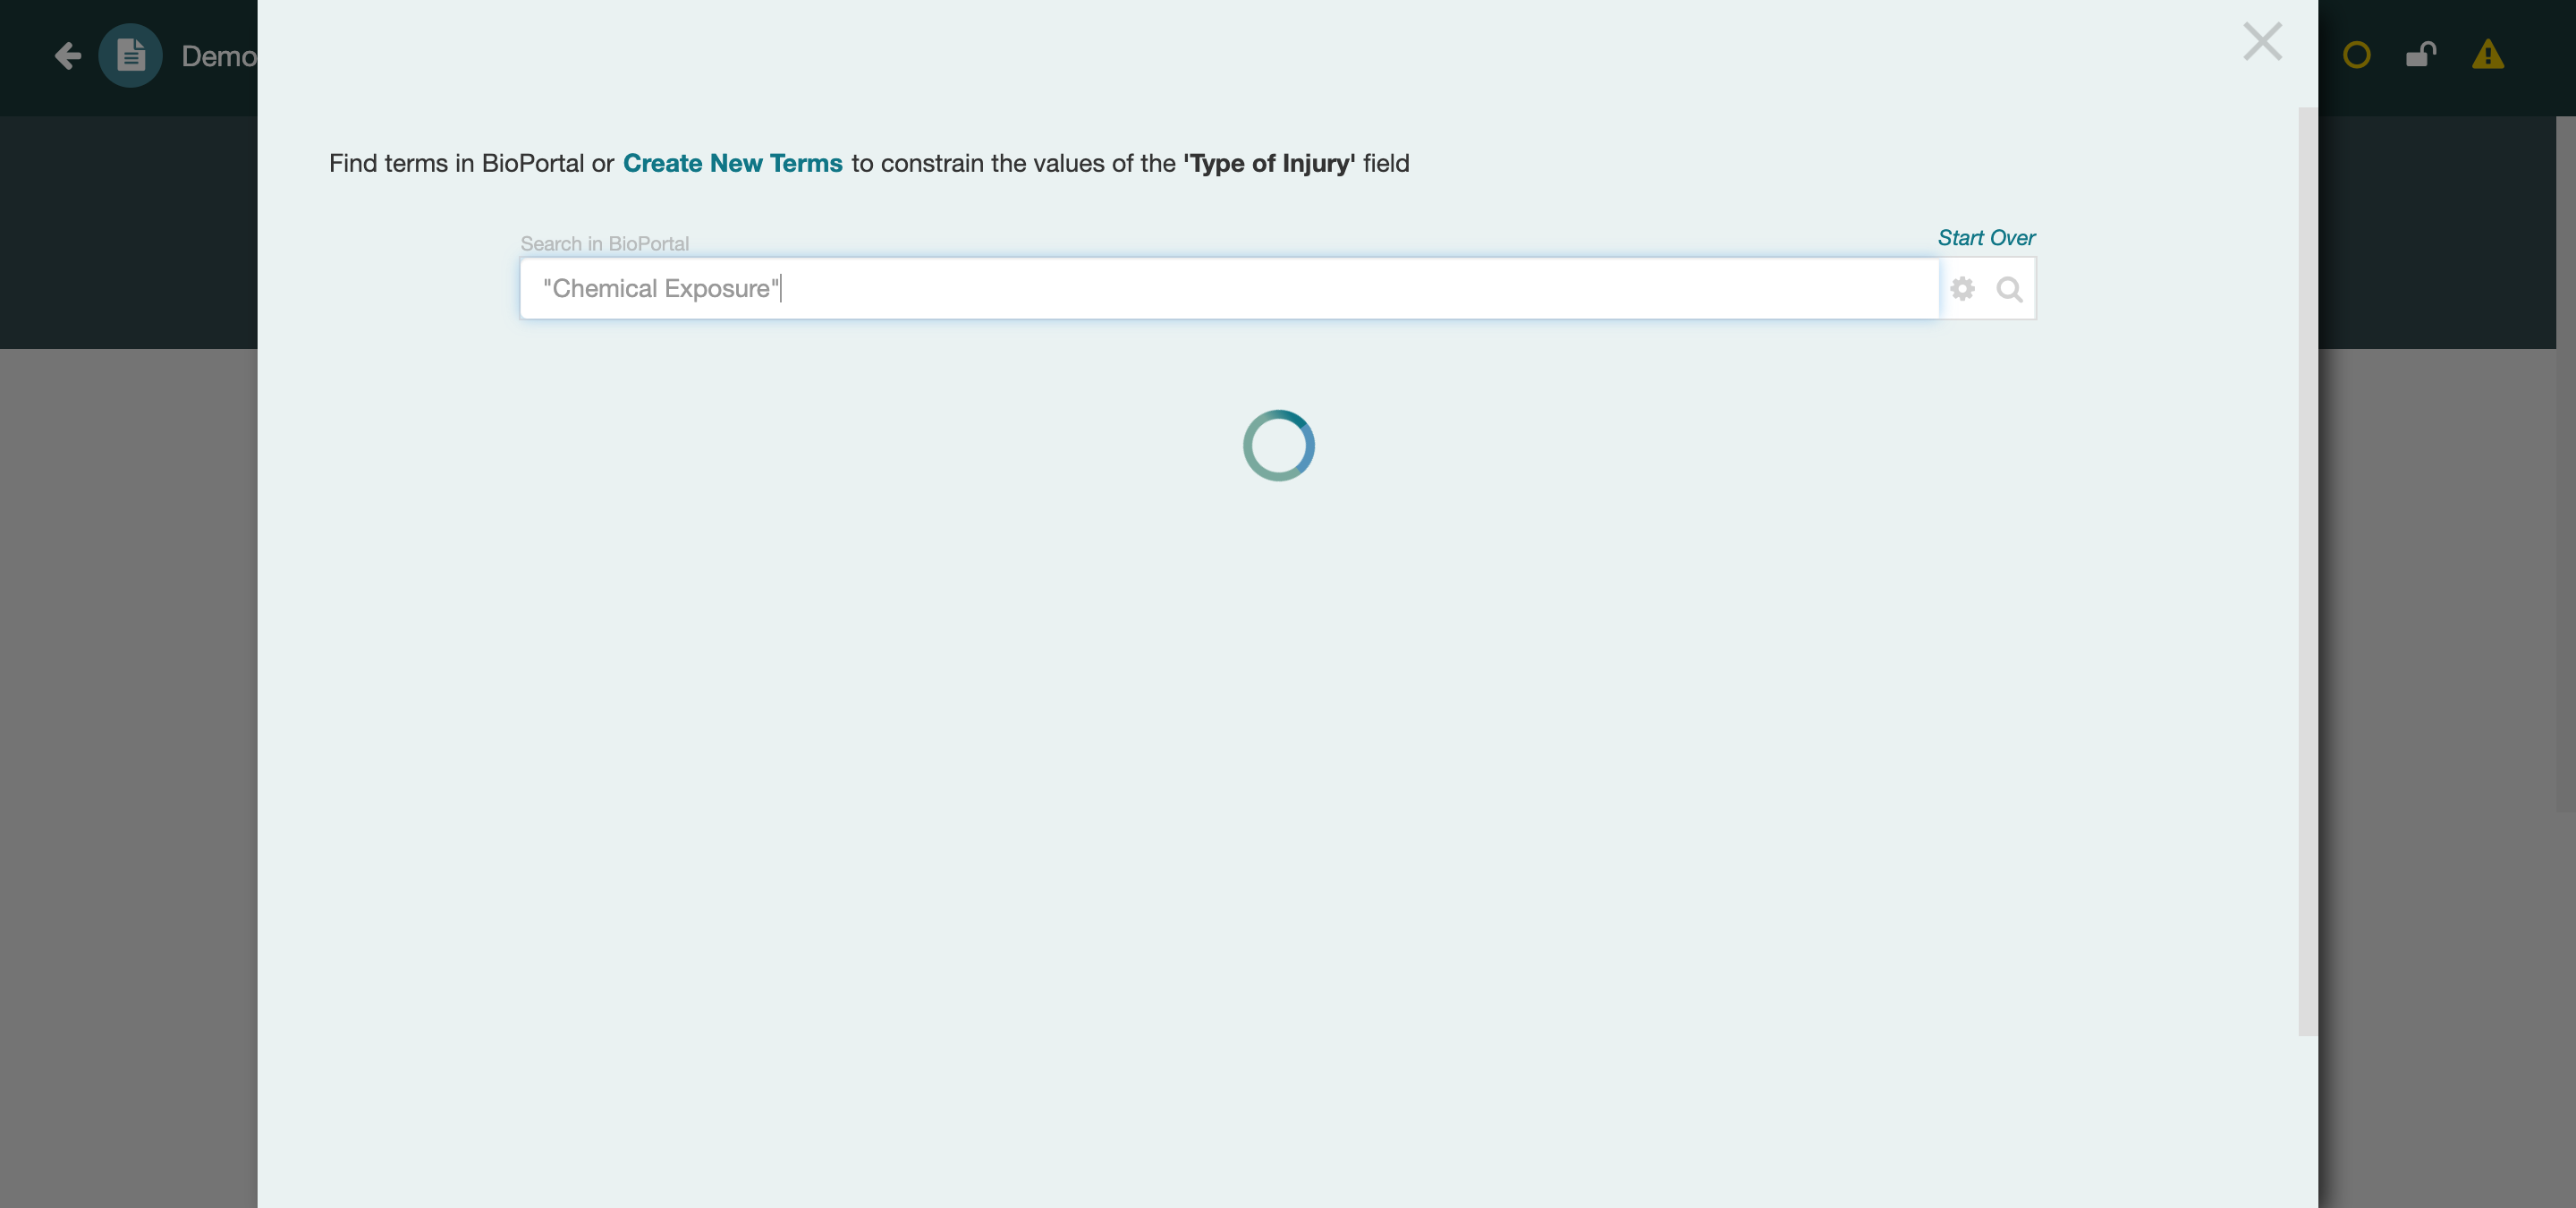 Demo
Find terms in BioPortal or Create New Terms to constrain the values of the 'Type of Injury' field
Search in BioPortal
Start Over
"Chemical Exposure"